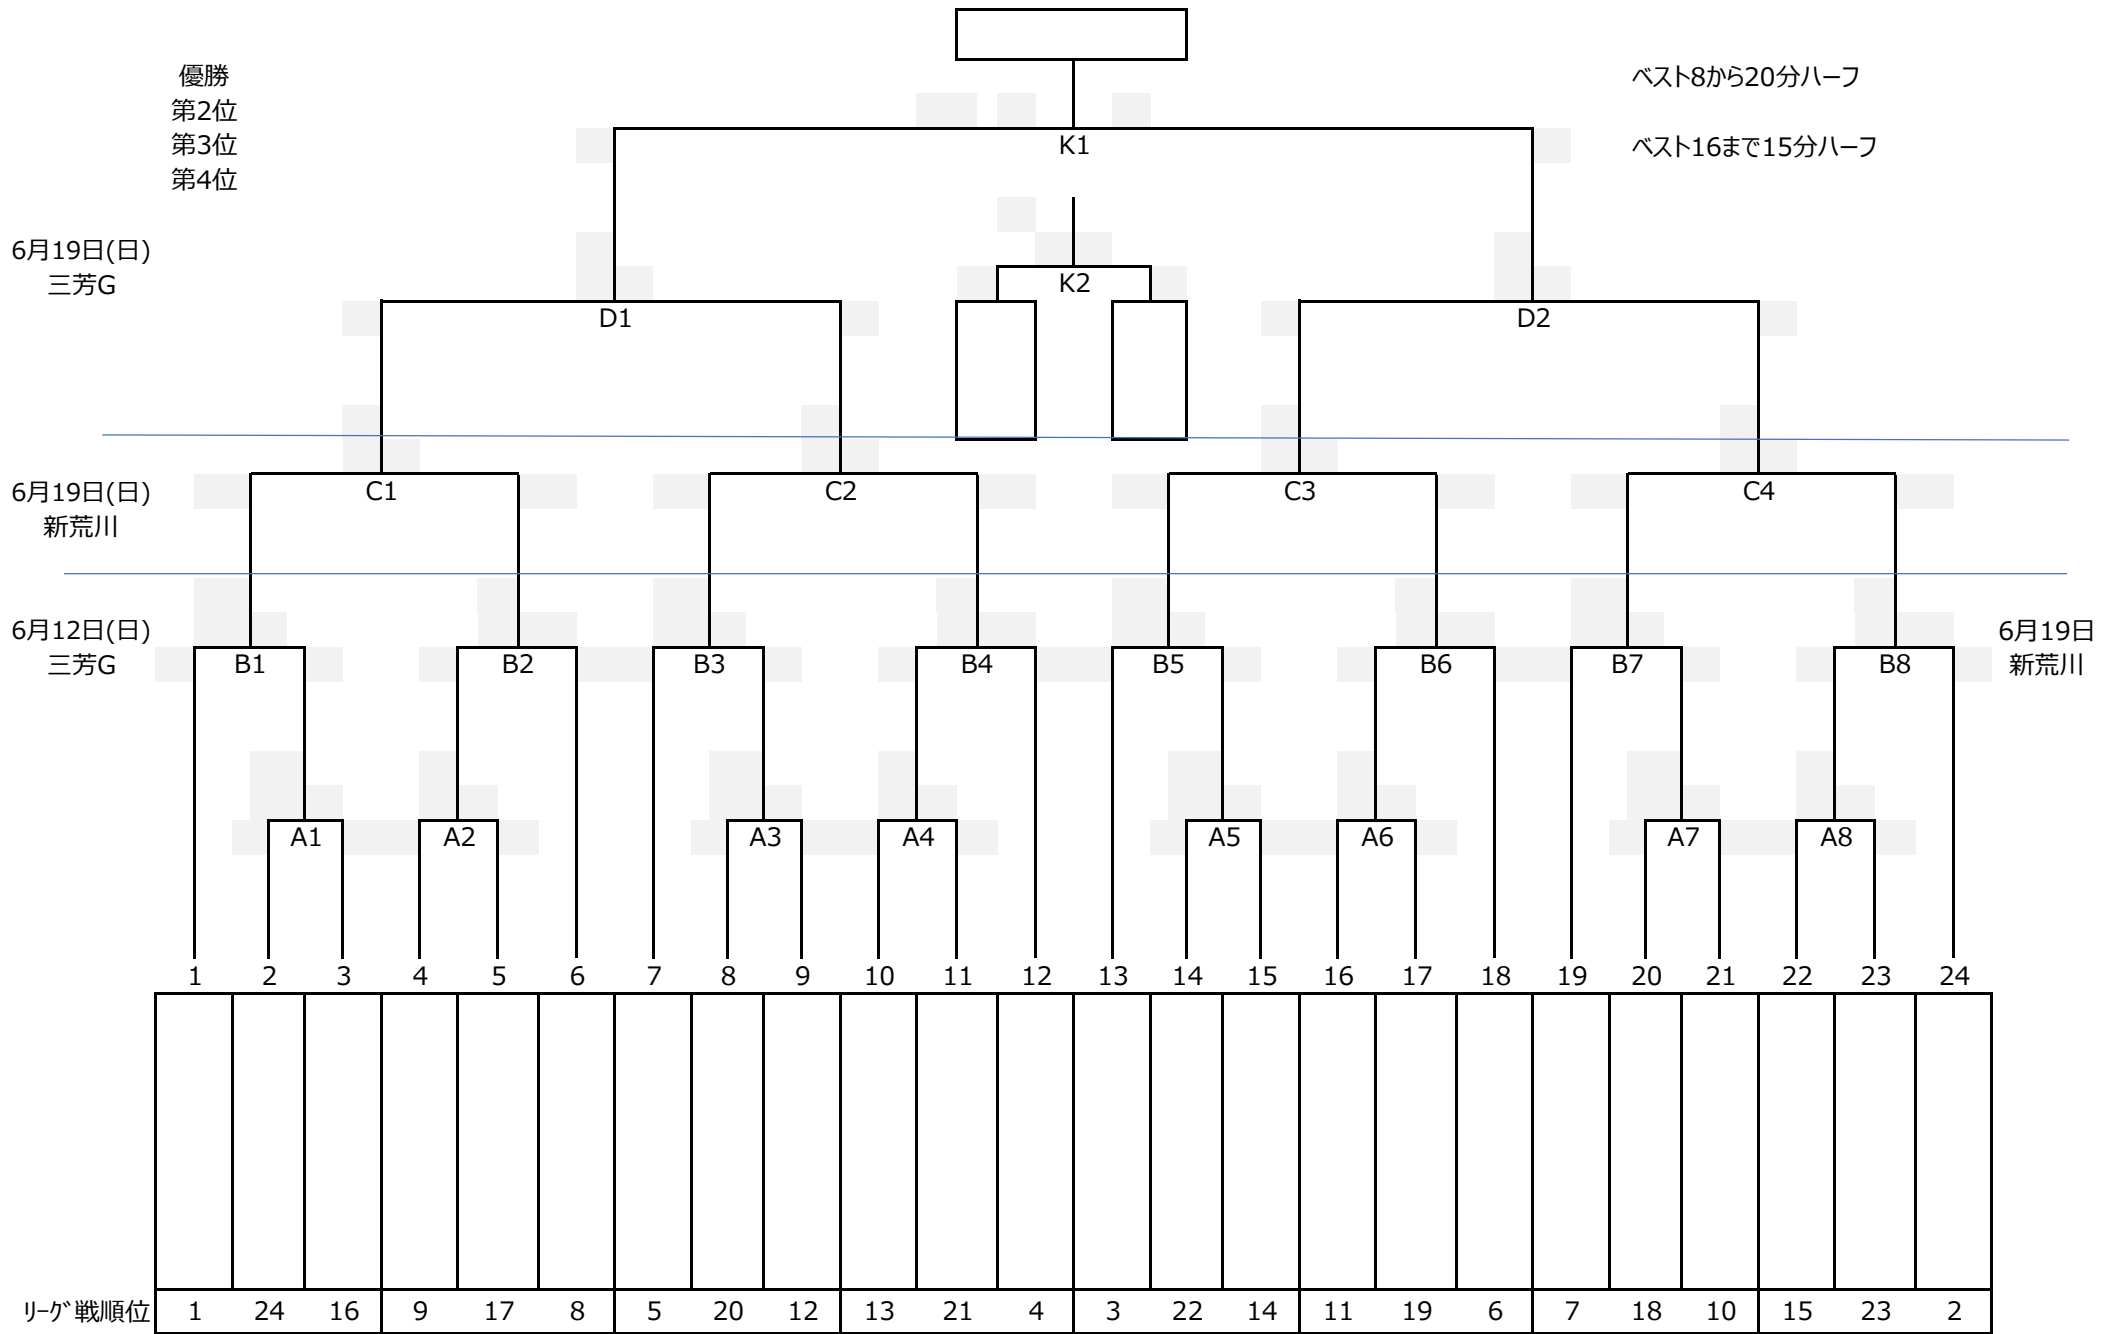 優勝
ベスト8から20分ハーフ
第2位
第3位
K1
ベスト16まで15分ハーフ
第4位
6月19日(日)
三芳G
K2
D1
D2
6月19日(日)
新荒川
C1
C2
C3
C4
6月12日(日)
三芳G
6月19日
新荒川
B1
B2
B3
B4
B5
B6
B7
B8
A1
A2
A3
A4
A5
A6
A7
A8
1 2 3 4 5 6 7 8 9 10 11 12 13 14 15 16 17 18 19 20 21 22 23 24
ﾘｰｸﾞ戦順位 1 24 16 9 17 8 5 20 12 13 21 4 3 22 14 11 19 6 7 18 10 15 23 2